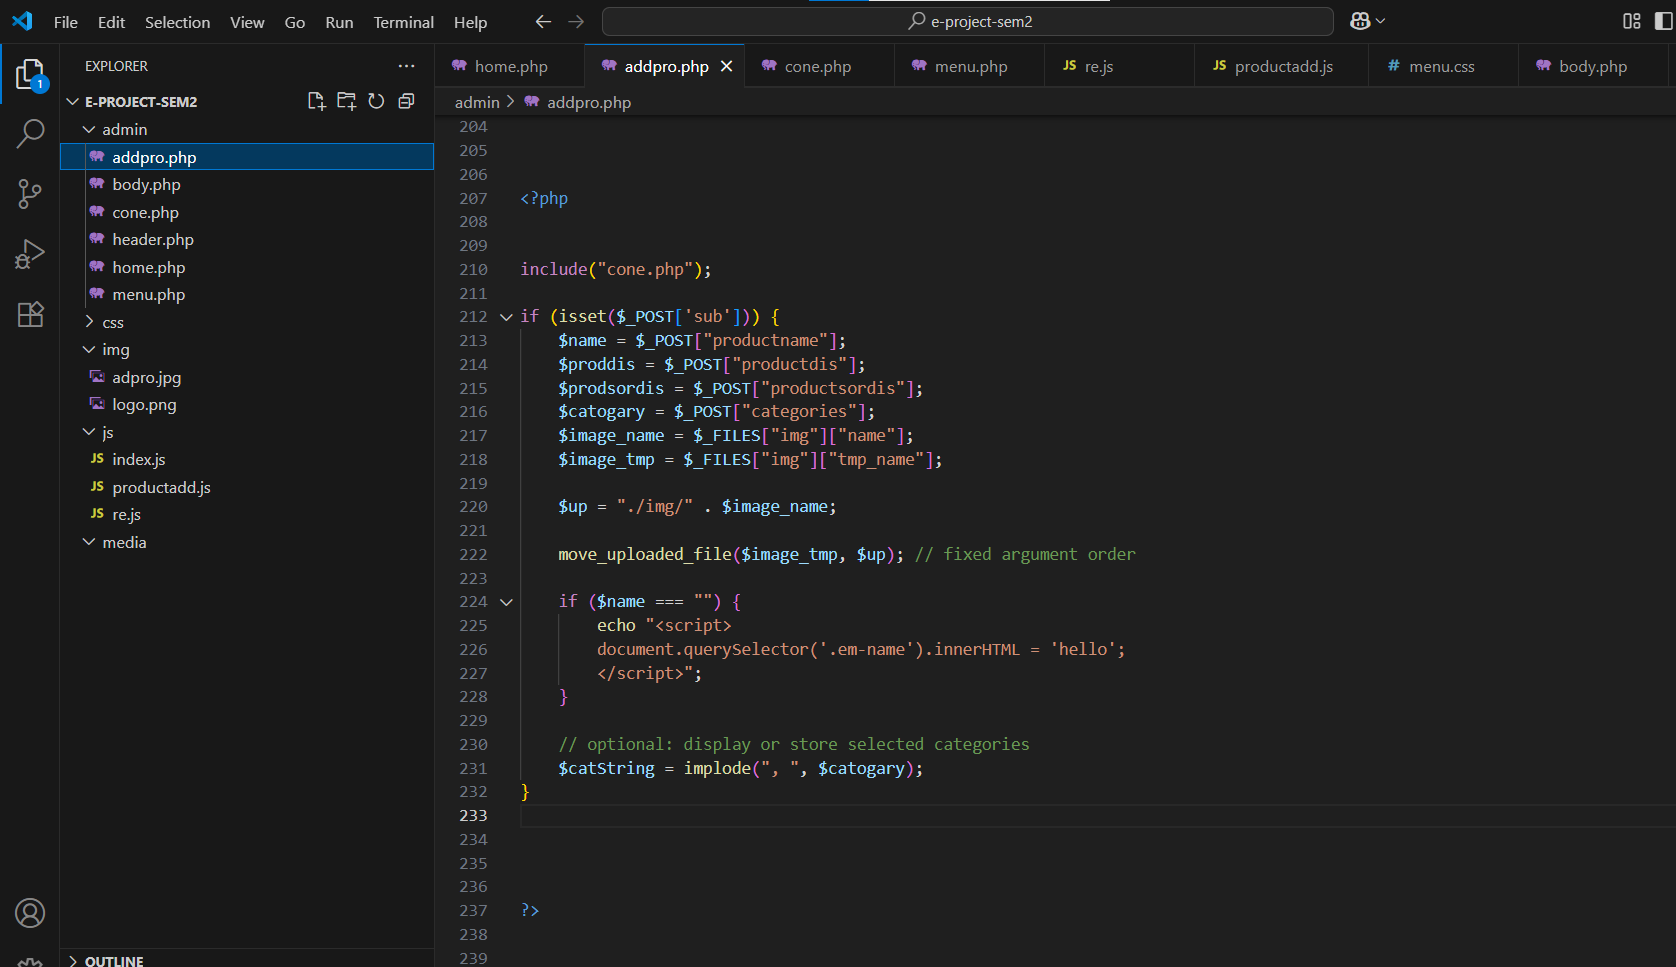 File Edit Selection View Go Run Terminal Help
e-project-sem2
EXPLORER
1
E-PROJECT-SEM2
admin
addpro.php
body.php
cone.php
header.php
home.php
menu.php
css
img
adpro.jpg
logo.png
js
JS index.js
JS productadd.js
JS re.js
media
OUTLINE
home.php addpro.php cone.php menu.php JS re.js JS productadd.js # menu.css body.php
admin > addpro.php
204
205
206
207 <?php
208
209
210 include("cone.php");
211
212 if (isset($_POST['sub'])) {
213 $name = $_POST["productname"];
214 $proddis = $_POST["productdis"];
215 $prodsordis = $_POST["productsordis"];
216 $catogary = $_POST["categories"];
217 $image_name = $_FILES["img"]["name"];
218 $image_tmp = $_FILES["img"]["tmp_name"];
219
220 $up = "./img/" . $image_name;
221
222 move_uploaded_file($image_tmp, $up); // fixed argument order
223
224 if ($name === "") {
225 echo "<script>
226 document.querySelector('.em-name').innerHTML = 'hello';
227 </script>";
228 }
229
230 // optional: display or store selected categories
231 $catString = implode(", ", $catogary);
232 }
233
234
235
236
237 ?>
238
239